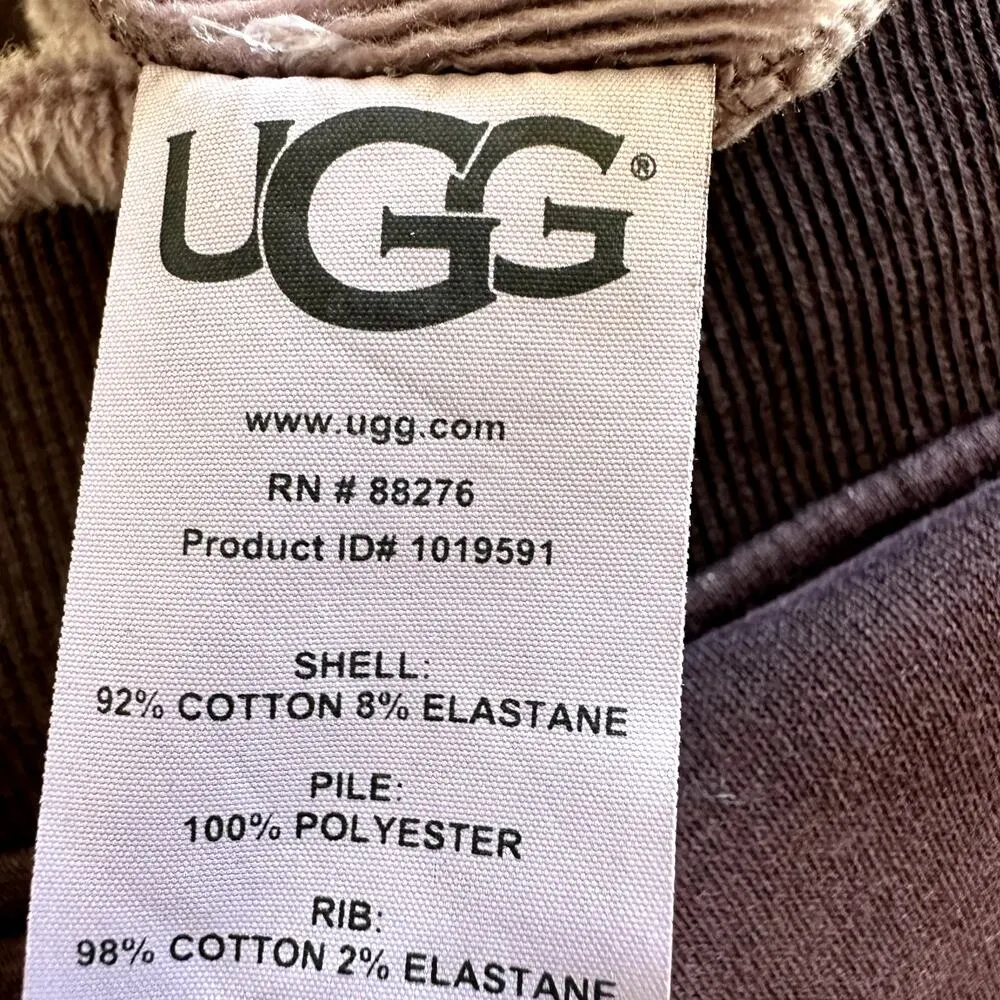 UGG®
www.ugg.com
RN # 88276
Product ID# 1019591
SHELL:
92% COTTON 8% ELASTANE
PILE:
100% POLYESTER
RIB:
98% COTTON 2% ELASTANE